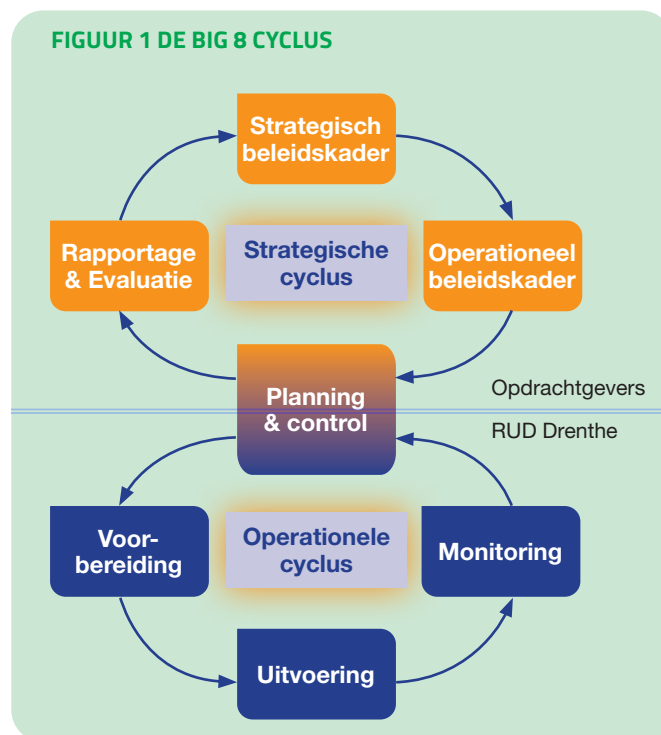 FIGUUR 1 DE BIG 8 CYCLUS
Strategisch
beleidskader
Rapportage
& Evaluatie
Strategische
cyclus
Operationeel
beleidskader
Planning
& control
Opdrachtgevers
RUD Drenthe
Voor-
bereiding
Operationele
cyclus
Monitoring
Uitvoering